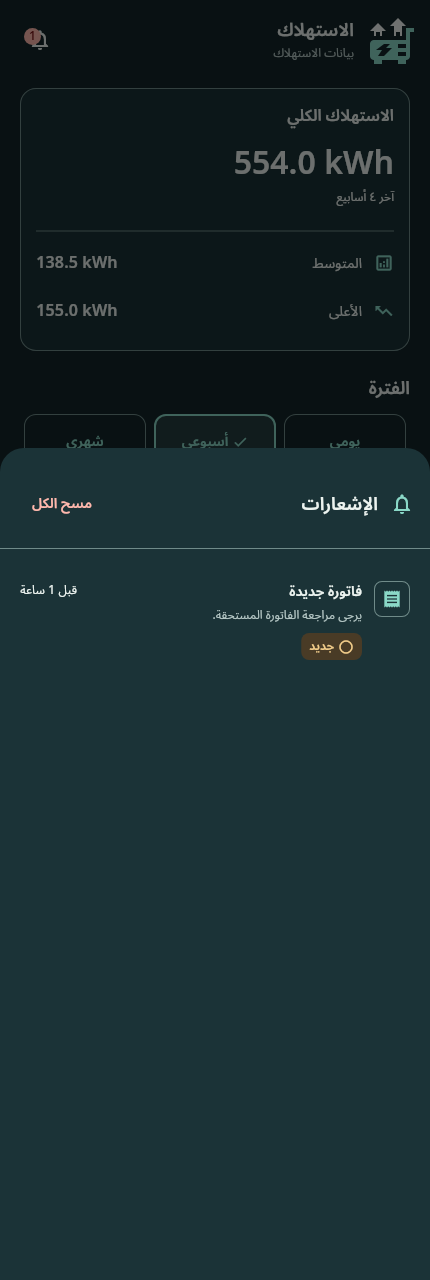 الاستهلاك
بيانات الاستهلاك
1
الاستهلاك الكلي
554.0 kWh
آخر ٤ أسابيع
المتوسط 138.5 kWh
الأعلى 155.0 kWh
الفترة
يومي أسبوعي شهري
الإشعارات مسح الكل
فاتورة جديدة قبل 1 ساعة
يرجى مراجعة الفاتورة المستحقة.
جديد